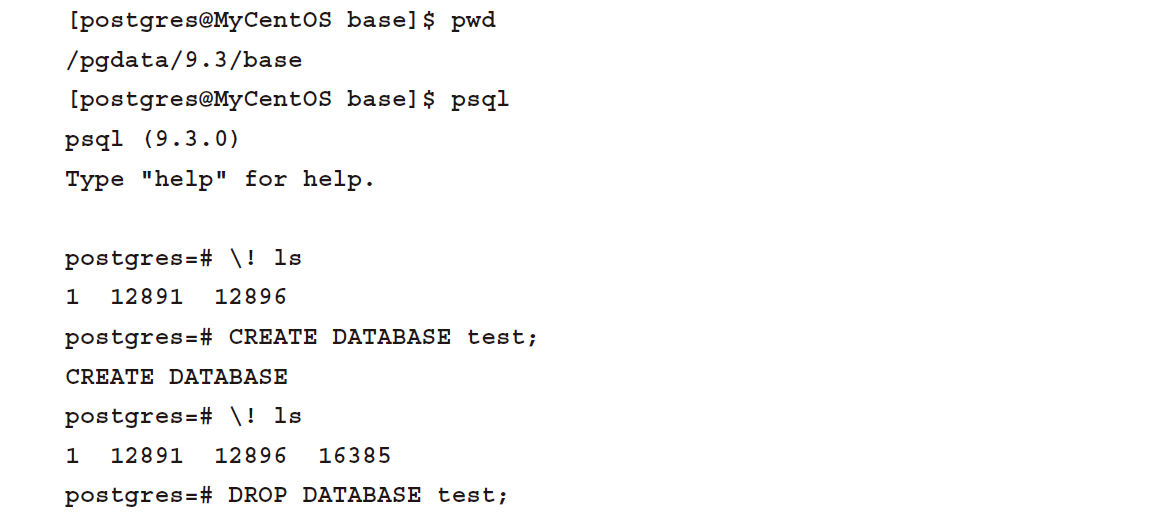 [postgres@MyCentOS base]$ pwd
/pgdata/9.3/base
[postgres@MyCentOS base]$ psql
psql (9.3.0)
Type "help" for help.

postgres=# \! ls
1  12891  12896
postgres=# CREATE DATABASE test;
CREATE DATABASE
postgres=# \! ls
1  12891  12896  16385
postgres=# DROP DATABASE test;